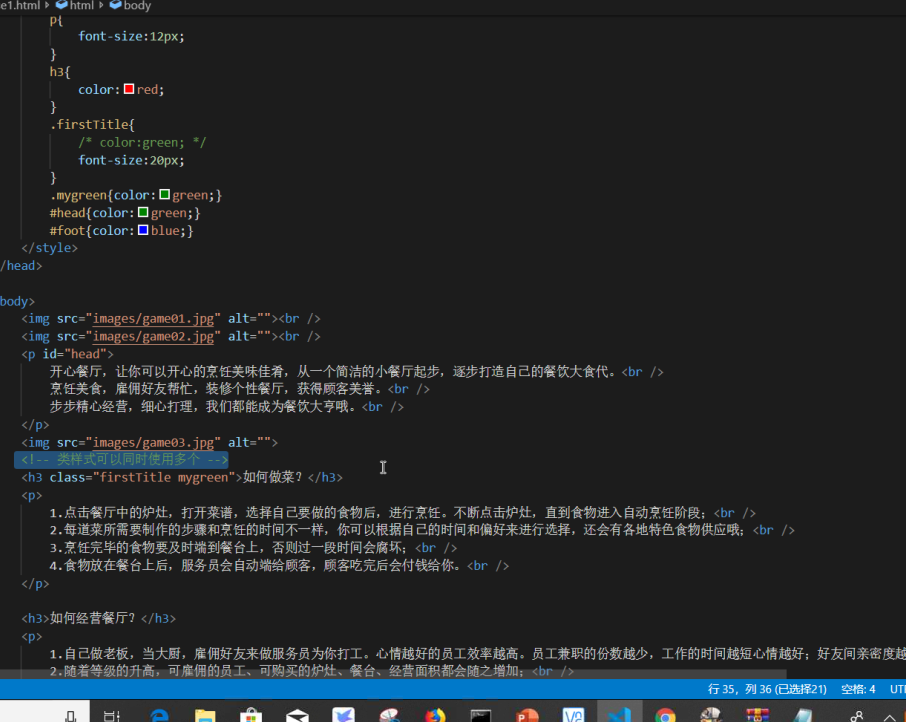 e1.html › html › body
p{
font-size:12px;
}
h3{
color:red;
}
.firstTitle{
/* color:green; */
font-size:20px;
}
.mygreen{color:green;}
#head{color:green;}
#foot{color:blue;}
</style>
/head>
body>
<img src="images/game01.jpg" alt=""><br />
<img src="images/game02.jpg" alt=""><br />
<p id="head">
开心餐厅，让你可以开心的烹饪美味佳肴，从一个简洁的小餐厅起步，逐步打造自己的餐饮大食代。<br />
烹饪美食，雇佣好友帮忙，装修个性餐厅，获得顾客美誉。<br />
步步精心经营，细心打理，我们都能成为餐饮大亨哦。<br />
</p>
<img src="images/game03.jpg" alt="">
<!-- 类样式可以同时使用多个 -->
<h3 class="firstTitle mygreen">如何做菜？</h3>
<p>
1.点击餐厅中的炉灶，打开菜谱，选择自己要做的食物后，进行烹饪。不断点击炉灶，直到食物进入自动烹饪阶段；<br />
2.每道菜所需要制作的步骤和烹饪的时间不一样，你可以根据自己的时间和偏好来进行选择，还会有各地特色食物供应哦；<br />
3.烹饪完毕的食物要及时端到餐台上，否则过一段时间会腐坏；<br />
4.食物放在餐台上后，服务员会自动端给顾客，顾客吃完后会付钱给你。<br />
</p>
<h3>如何经营餐厅？</h3>
<p>
1.自己做老板，当大厨，雇佣好友来做服务员为你打工。心情越好的员工效率越高。员工兼职的份数越少，工作的时间越短心情越好；好友间亲密度越
2.随着等级的升高，可雇佣的员工、可购买的炉灶、餐台、经营面积都会随之增加；<br />
行 35，列 36 (已选择21) 空格: 4 UT